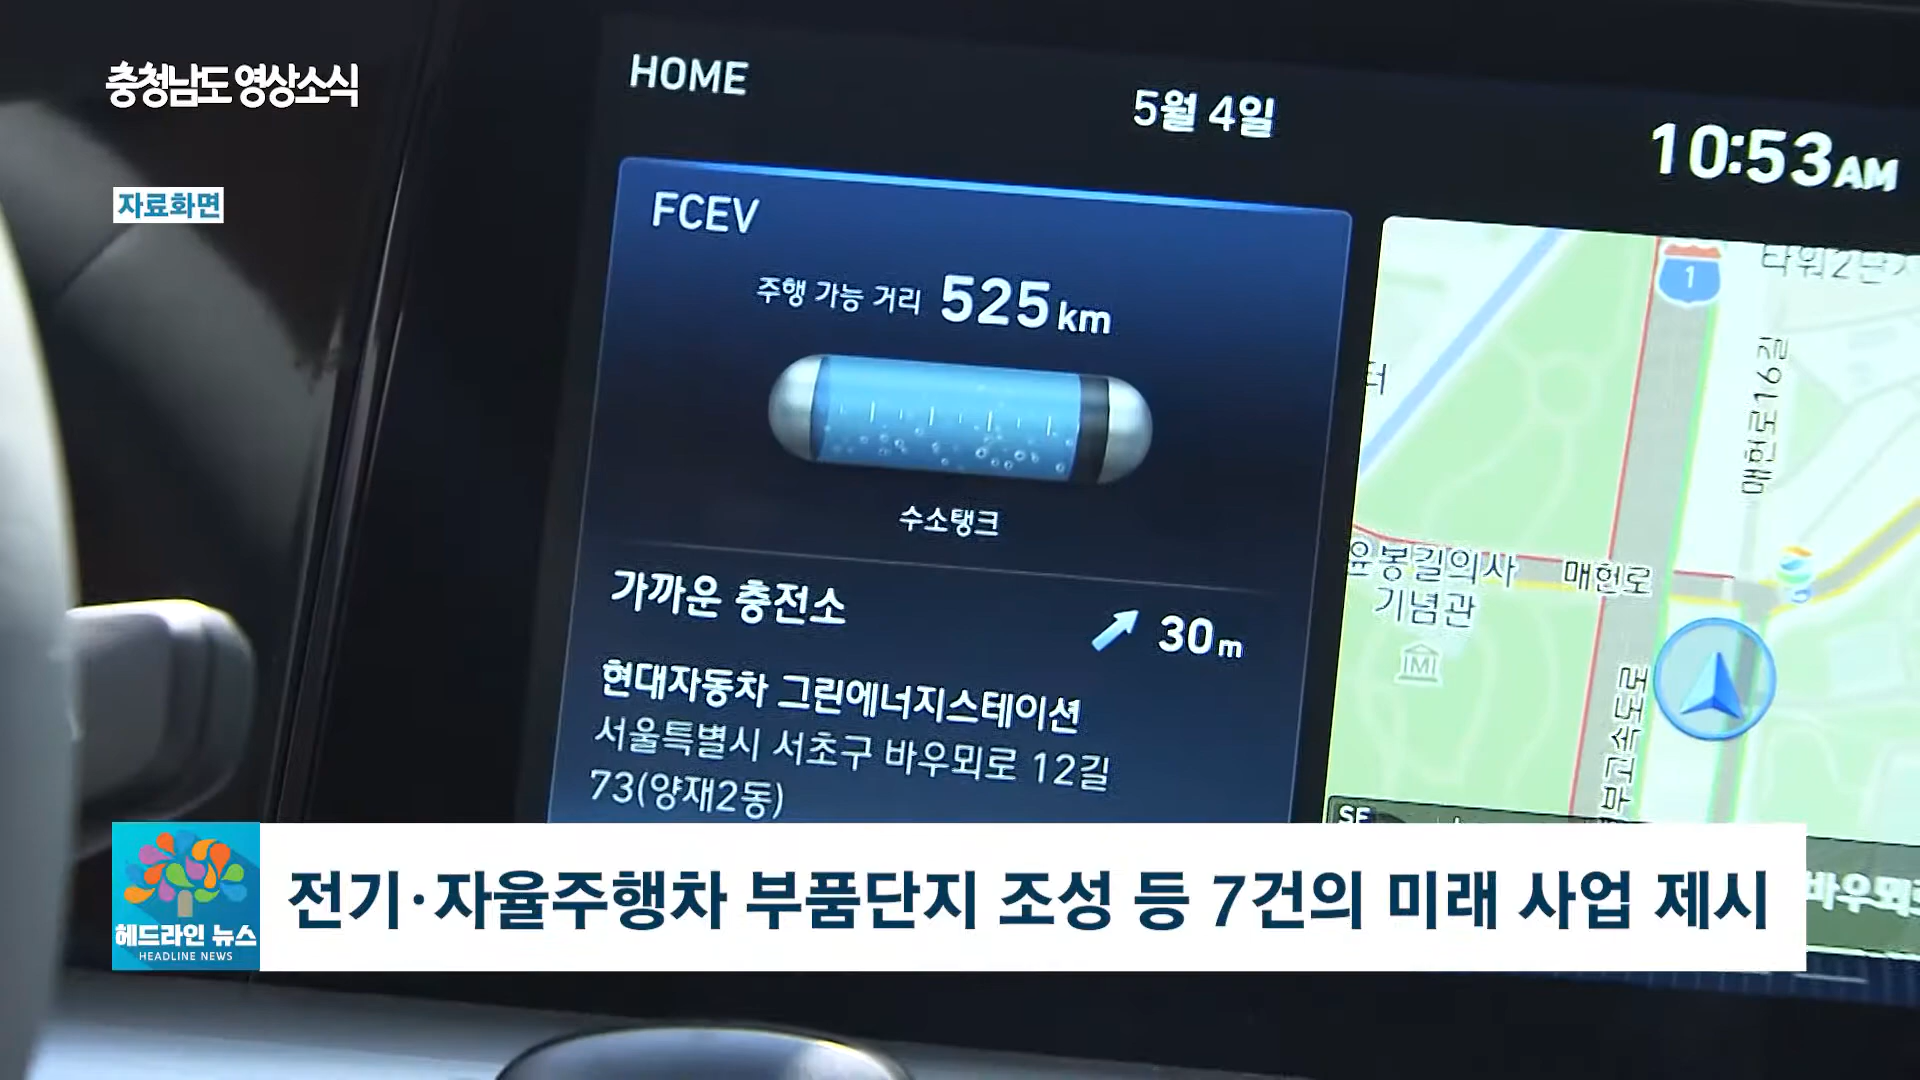 충청남도 영상소식
자료화면
HOME
5월 4일
10:53AM
FCEV
주행 가능 거리 525km
수소탱크
가까운 충전소
30m
현대자동차 그린에너지스테이션
서울특별시 서초구 바우뫼로 12길
73(양재2동)
1
매헌로16길
윤봉길의사
기념관
매헌로
전기·자율주행차 부품단지 조성 등 7건의 미래 사업 제시
헤드라인 뉴스
HEADLINE NEWS